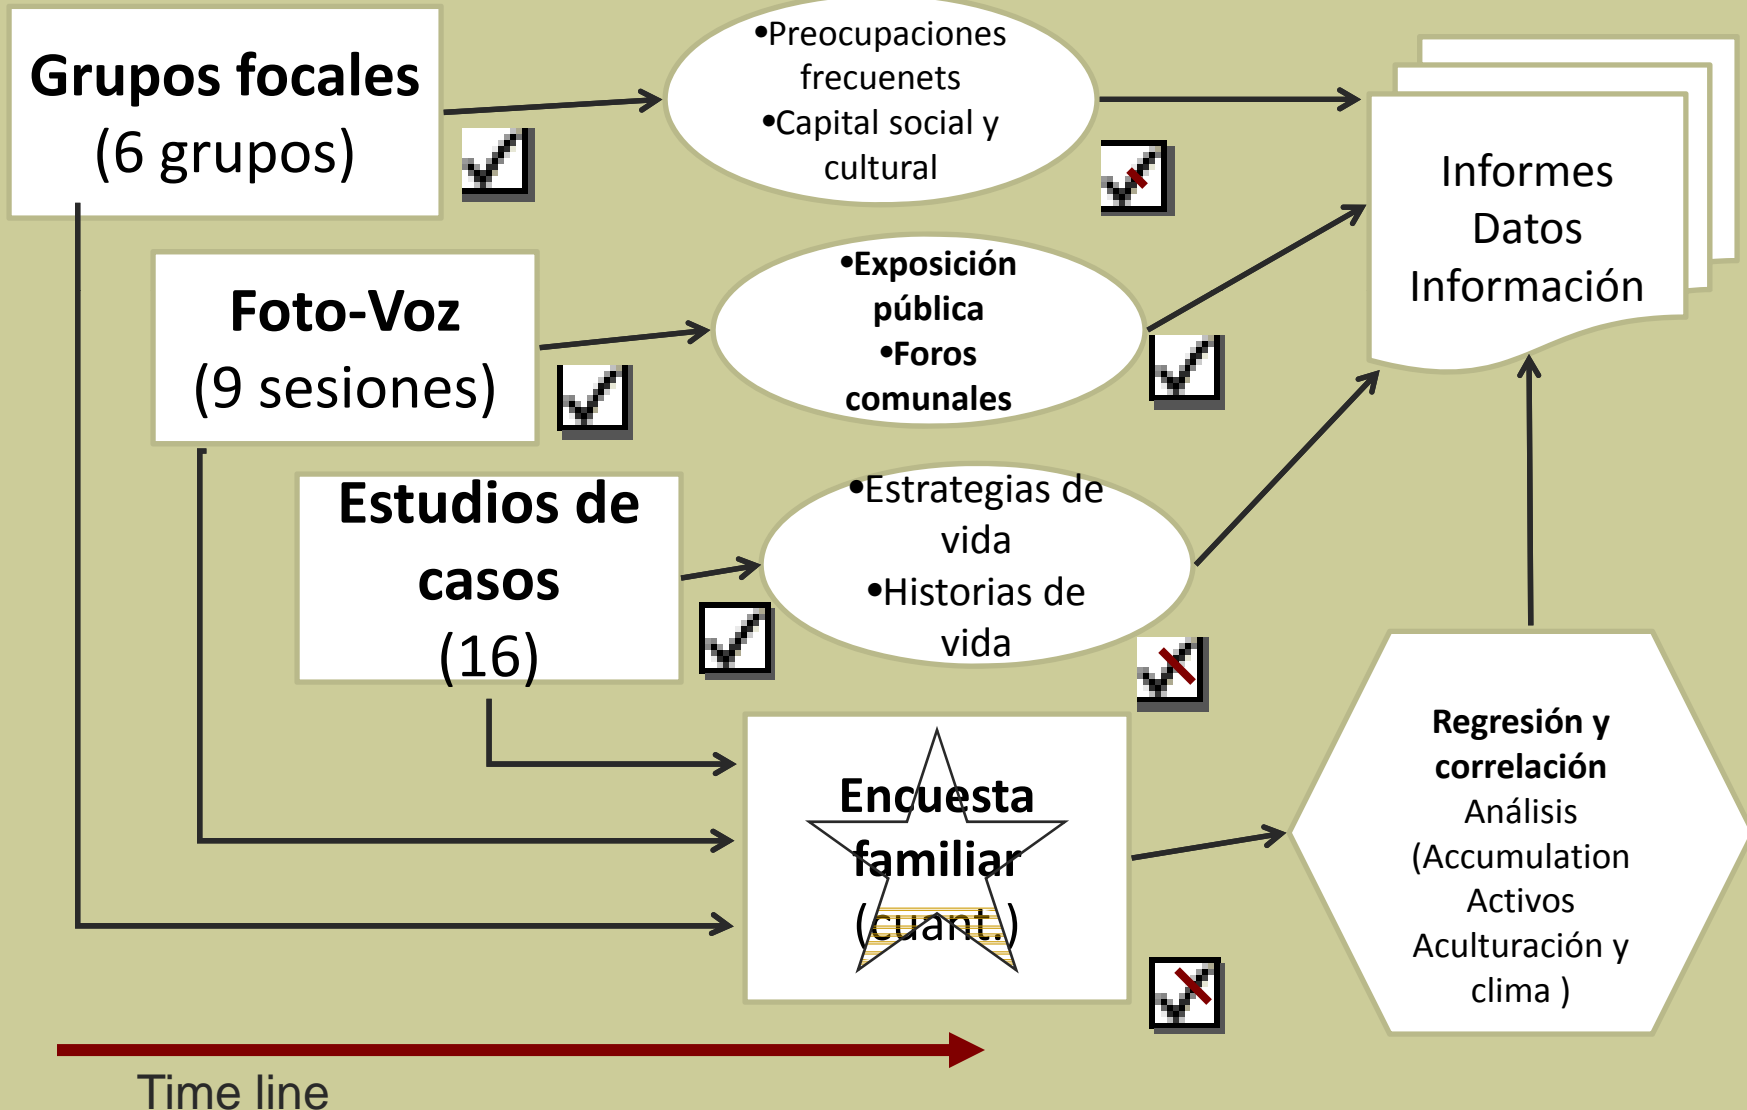 Grupos focales
(6 grupos)
•Preocupaciones
frecuenets
•Capital social y
cultural
Informes
Datos
Información
Foto-Voz
(9 sesiones)
•Exposición
pública
•Foros
comunales
Estudios de
casos
(16)
•Estrategias de
vida
•Historias de
vida
Encuesta
familiar
(cuant.)
Regresión y
correlación
Análisis
(Accumulation
Activos
Aculturación y
clima )
Time line